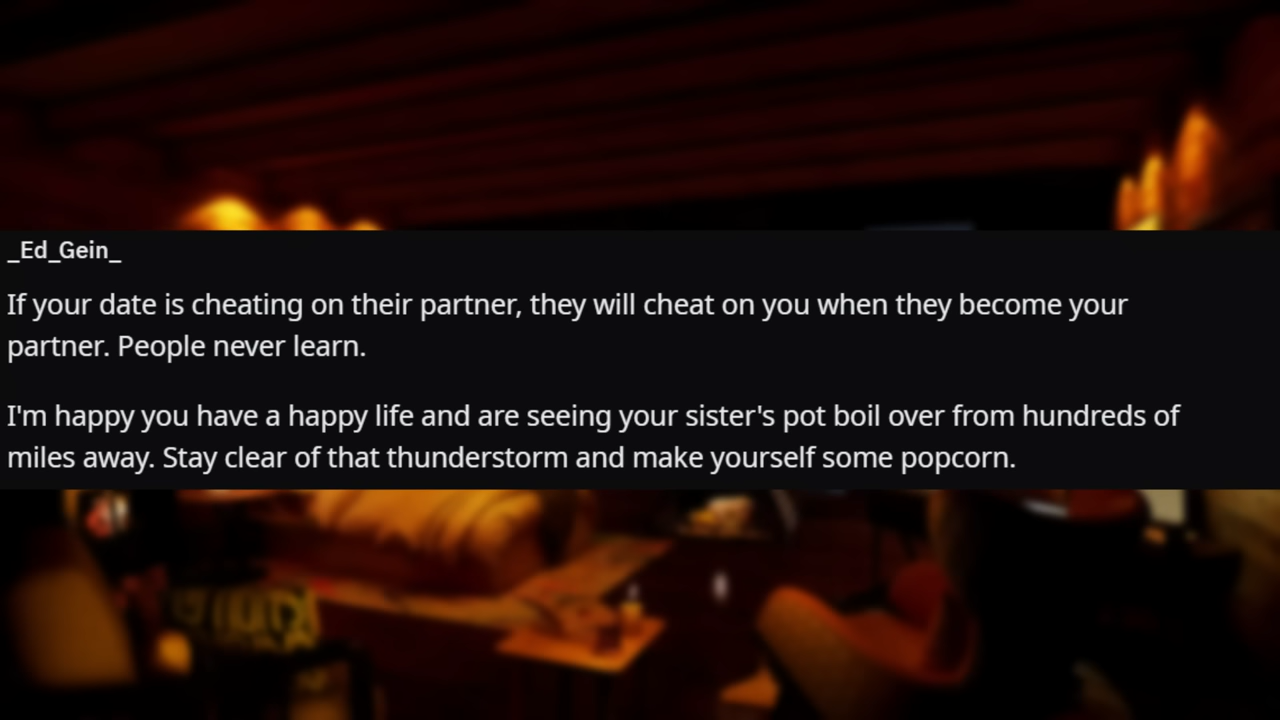 _Ed_Gein_
If your date is cheating on their partner, they will cheat on you when they become your
partner. People never learn.
I'm happy you have a happy life and are seeing your sister's pot boil over from hundreds of
miles away. Stay clear of that thunderstorm and make yourself some popcorn.